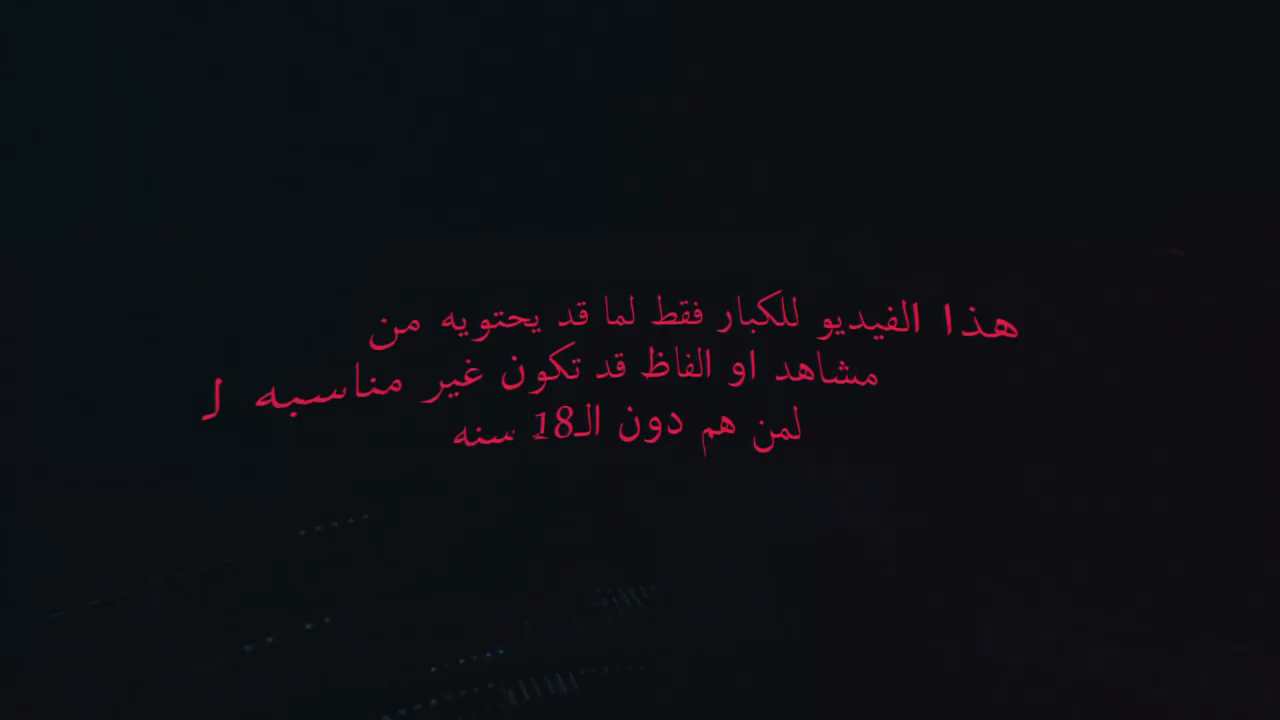 هذا الفيديو للكبار فقط لما قد يحتويه من
مشاهد او الفاظ قد تكون غير مناسبه لـ
لمن هم دون الـ18 سنه